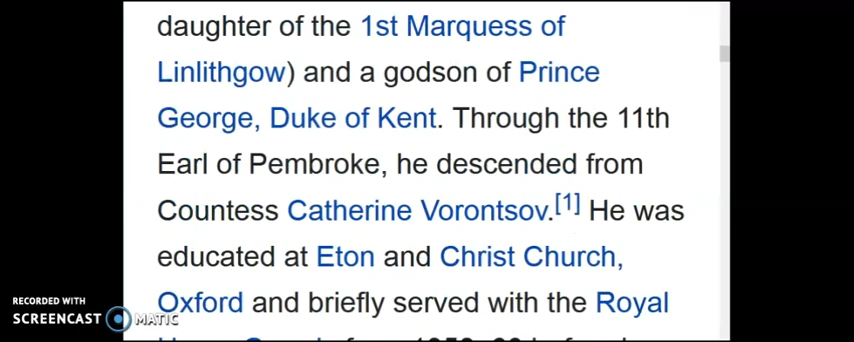 daughter of the 1st Marquess of
Linlithgow) and a godson of Prince
George, Duke of Kent. Through the 11th
Earl of Pembroke, he descended from
Countess Catherine Vorontsov.[1] He was
educated at Eton and Christ Church,
Oxford and briefly served with the Royal
RECORDED WITH
SCREENCAST MATIC